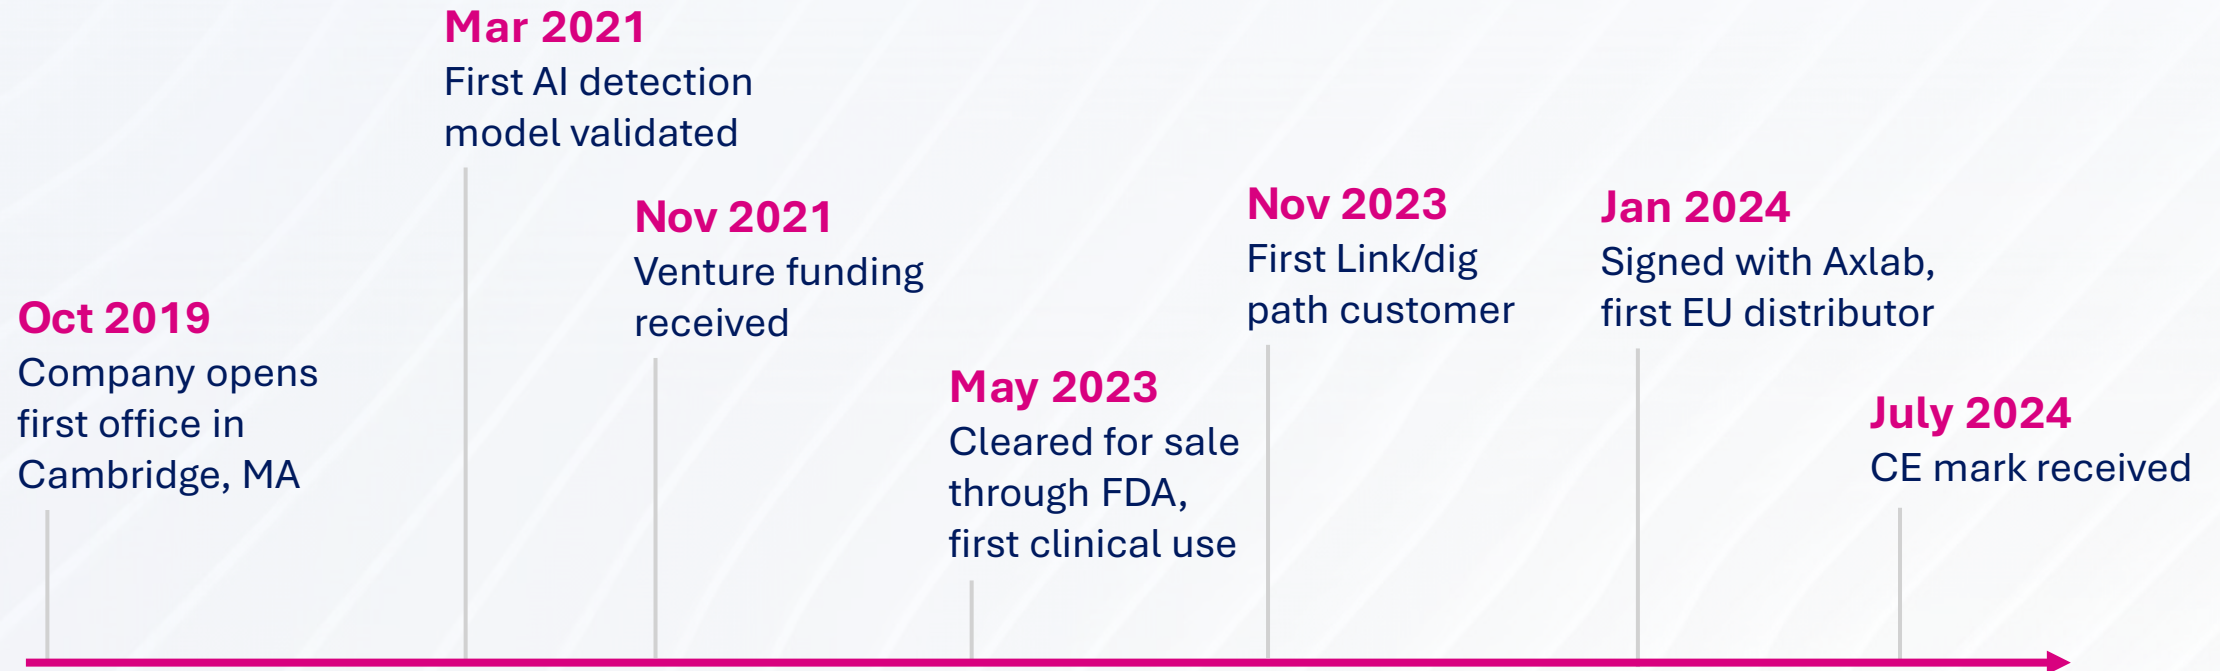 Oct 2019
Company opens
first office in
Cambridge, MA
Mar 2021
First AI detection
model validated
Nov 2021
Venture funding
received
May 2023
Cleared for sale
through FDA,
first clinical use
Nov 2023
First Link/dig
path customer
Jan 2024
Signed with Axlab,
first EU distributor
July 2024
CE mark received